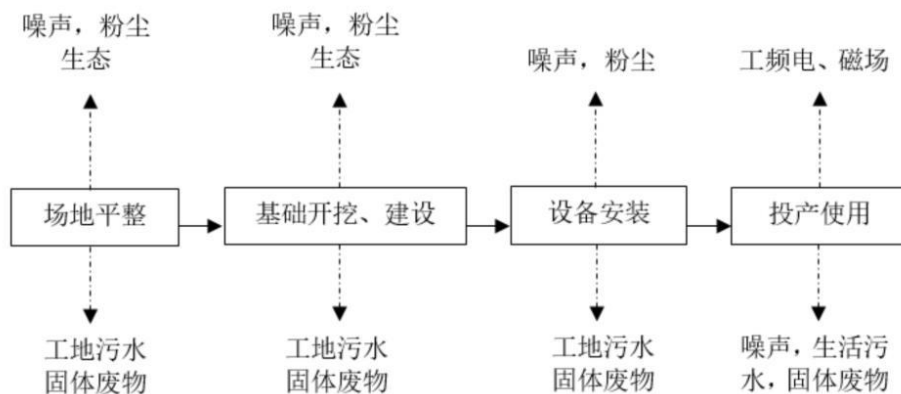 噪声，粉尘
生态
噪声，粉尘
生态
噪声，粉尘
工频电、磁场
场地平整
基础开挖、建设
设备安装
投产使用
工地污水
固体废物
工地污水
固体废物
工地污水
固体废物
噪声，生活污
水，固体废物